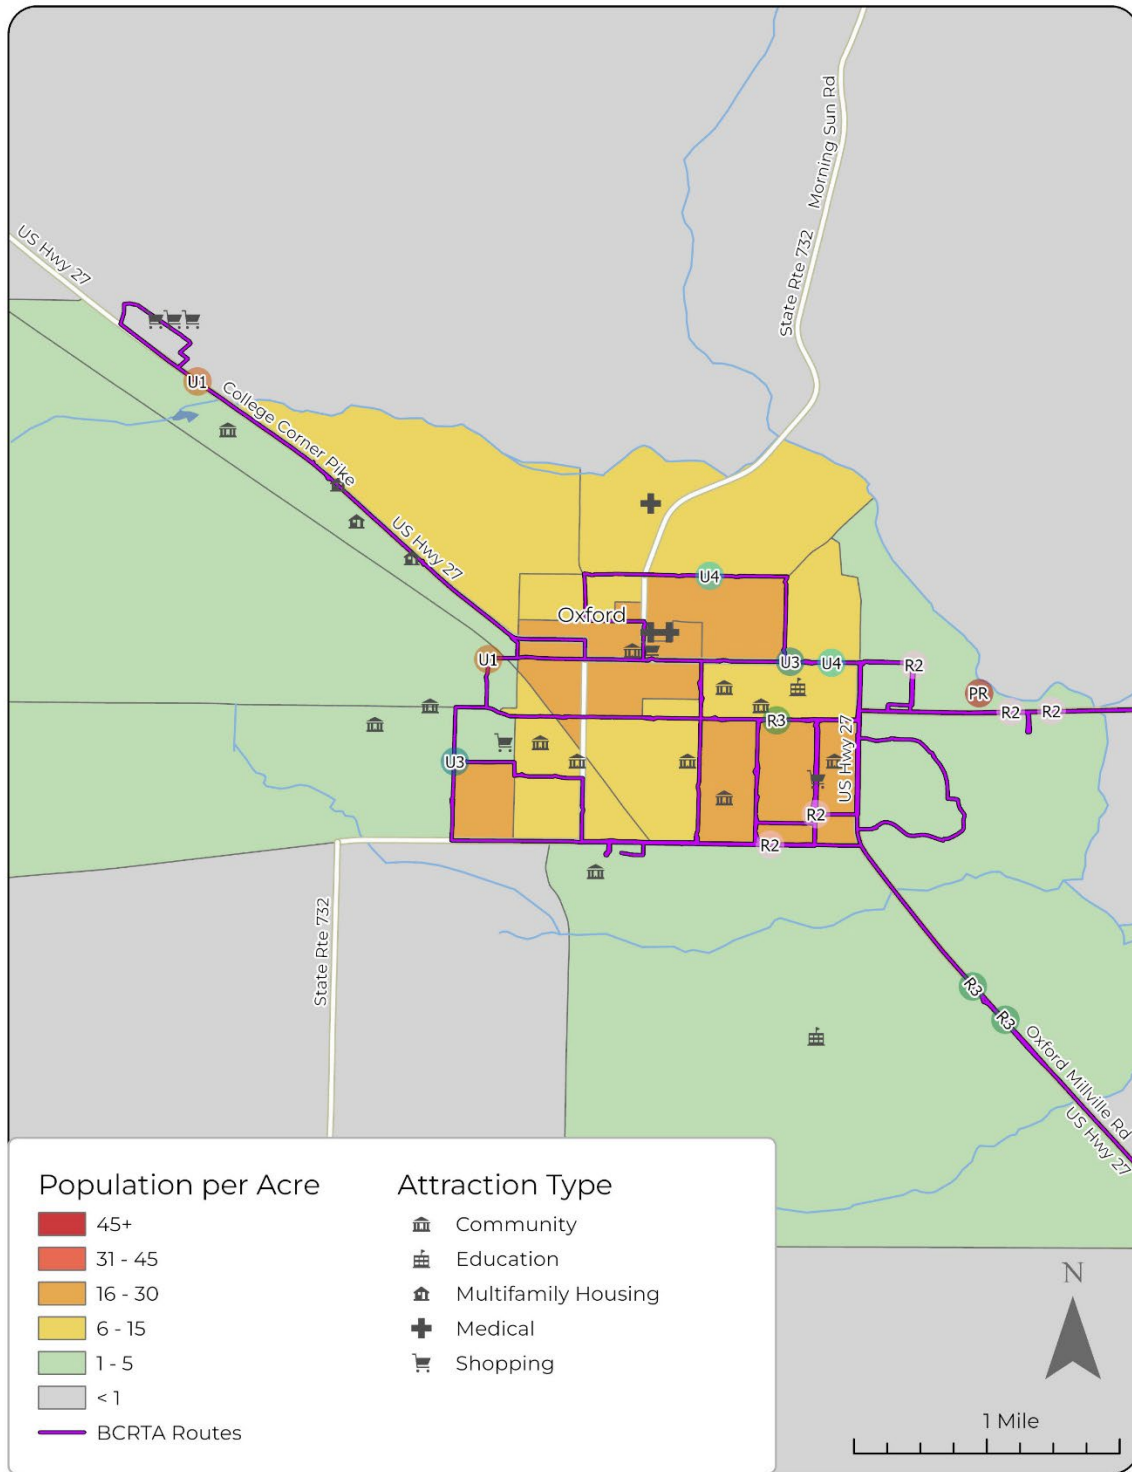 Morning Sun Rd
State Rte 732
US Hwy 27
U1
College Corner Pike
US Hwy 27
U4
Oxford
U1
U3
U4
R2
PR
R2
R2
R3
US Hwy 27
U3
R2
R2
State Rte 732
R3
R3
Oxford Millville Rd
US Hwy 27
Population per Acre
45+
31 - 45
16 - 30
6 - 15
1 - 5
< 1
BCRTA Routes
Attraction Type
Community
Education
Multifamily Housing
Medical
Shopping
N
1 Mile